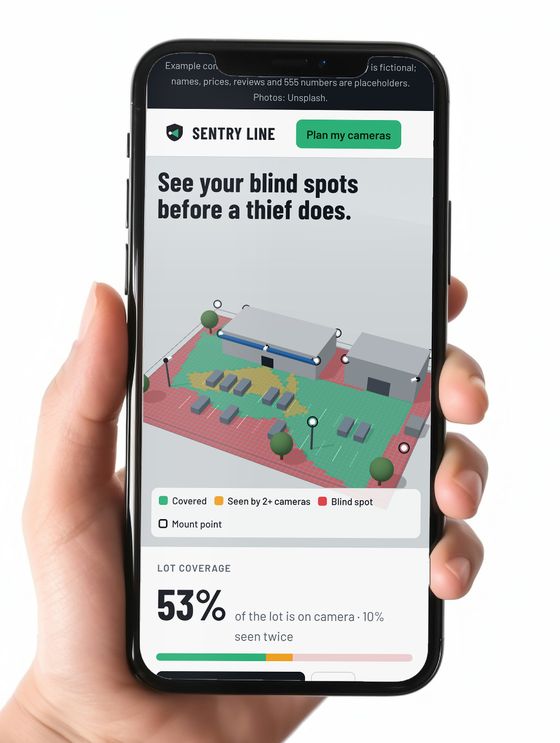 Example con is fictional;
names, prices, reviews and 555 numbers are placeholders.
Photos: Unsplash.
SENTRY LINE
Plan my cameras
See your blind spots
before a thief does.
Covered
Seen by 2+ cameras
Blind spot
Mount point
LOT COVERAGE
53% of the lot is on camera · 10%
seen twice